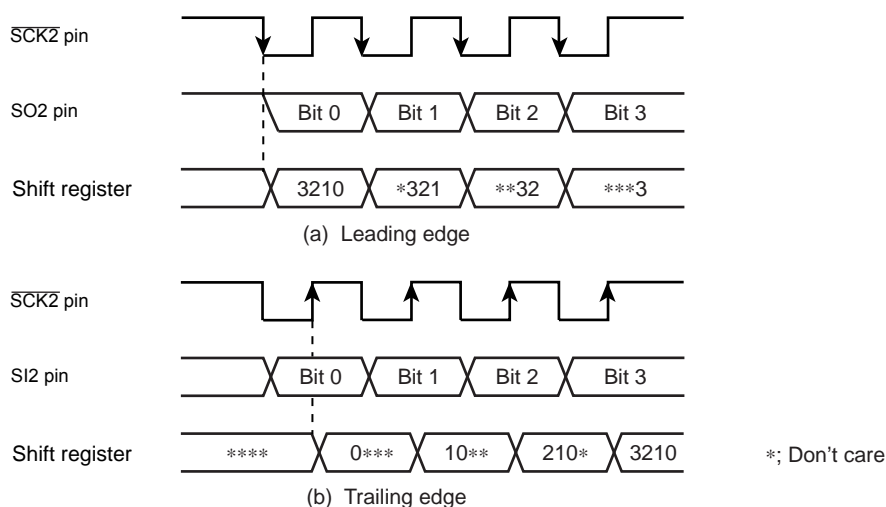 SCK2 pin
SO2 pin Bit 0 Bit 1 Bit 2 Bit 3
Shift register 3210 *321 **32 ***3
(a) Leading edge
SCK2 pin
SI2 pin Bit 0 Bit 1 Bit 2 Bit 3
Shift register **** 0*** 10** 210* 3210 *; Don't care
(b) Trailing edge